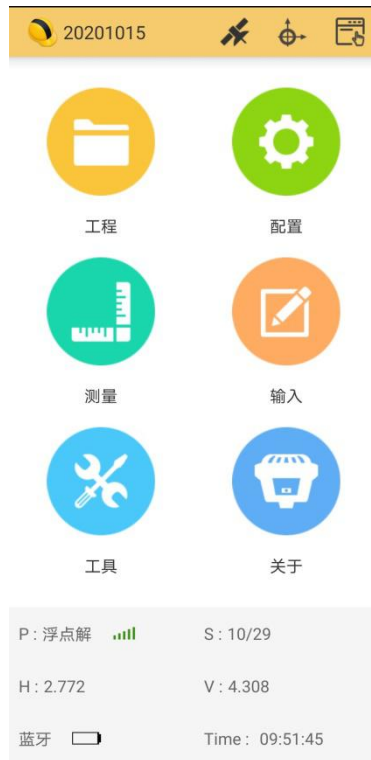 20201015
工程 配置
测量 输入
工具 关于
P : 浮点解 S : 10/29
H : 2.772 V : 4.308
蓝牙 Time : 09:51:45